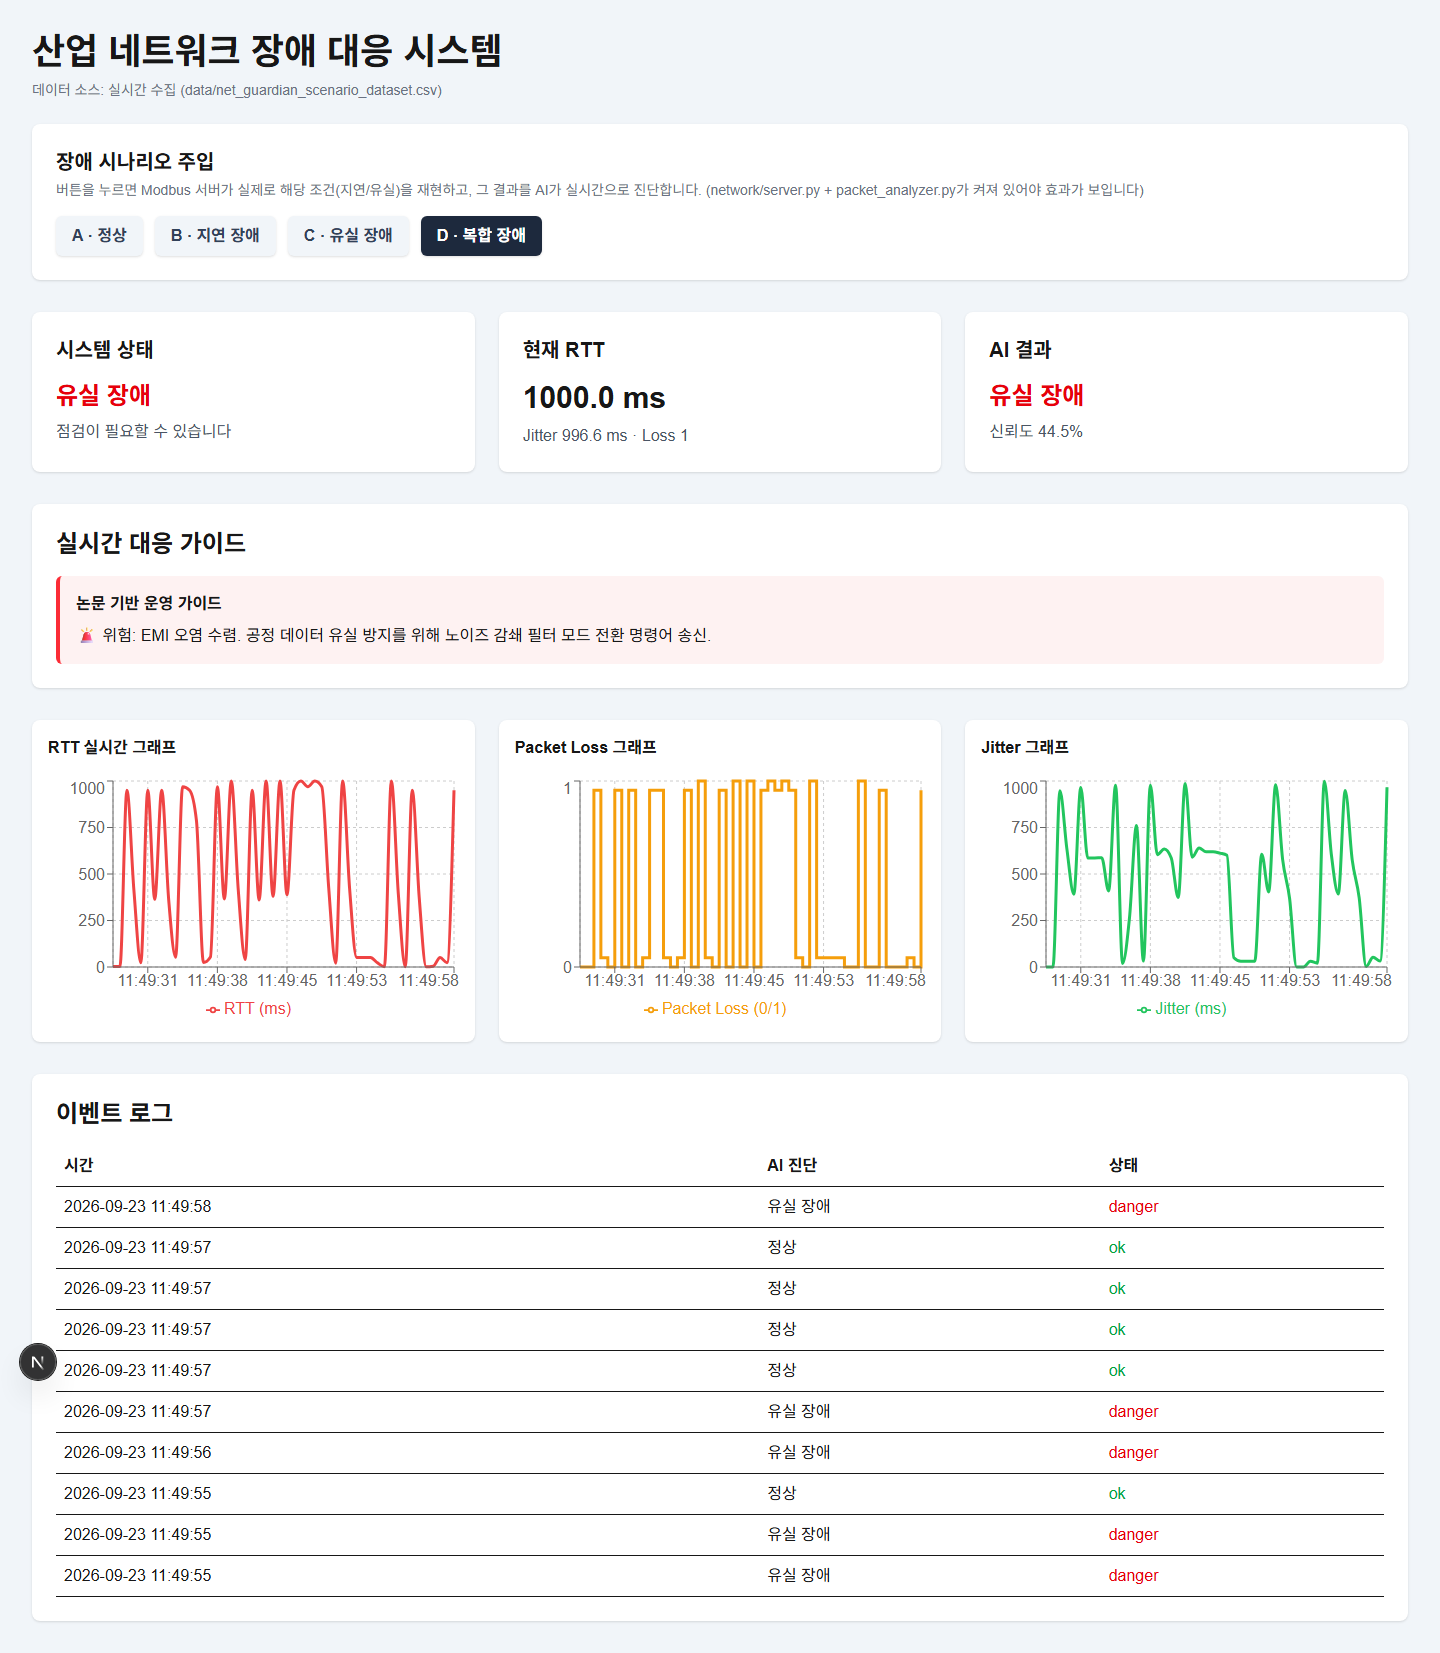 산업 네트워크 장애 대응 시스템
데이터 소스: 실시간 수집 (data/net_guardian_scenario_dataset.csv)
장애 시나리오 주입
버튼을 누르면 Modbus 서버가 실제로 해당 조건(지연/유실)을 재현하고, 그 결과를 AI가 실시간으로 진단합니다. (network/server.py + packet_analyzer.py가 켜져 있어야 효과가 보입니다)
A · 정상
B · 지연 장애
C · 유실 장애
D · 복합 장애
시스템 상태
유실 장애
점검이 필요할 수 있습니다
현재 RTT
1000.0 ms
Jitter 996.6 ms · Loss 1
AI 결과
유실 장애
신뢰도 44.5%
실시간 대응 가이드
논문 기반 운영 가이드
🚨 위험: EMI 오염 수렴. 공정 데이터 유실 방지를 위해 노이즈 감쇄 필터 모드 전환 명령어 송신.
RTT 실시간 그래프
1000
750
500
250
0
11:49:31 11:49:38 11:49:45 11:49:53 11:49:58
RTT (ms)
Packet Loss 그래프
1
0
11:49:31 11:49:38 11:49:45 11:49:53 11:49:58
Packet Loss (0/1)
Jitter 그래프
1000
750
500
250
0
11:49:31 11:49:38 11:49:45 11:49:53 11:49:58
Jitter (ms)
이벤트 로그
시간 AI 진단 상태
2026-09-23 11:49:58 유실 장애 danger
2026-09-23 11:49:57 정상 ok
2026-09-23 11:49:57 정상 ok
2026-09-23 11:49:57 정상 ok
2026-09-23 11:49:57 정상 ok
2026-09-23 11:49:57 유실 장애 danger
2026-09-23 11:49:56 유실 장애 danger
2026-09-23 11:49:55 정상 ok
2026-09-23 11:49:55 유실 장애 danger
2026-09-23 11:49:55 유실 장애 danger
N